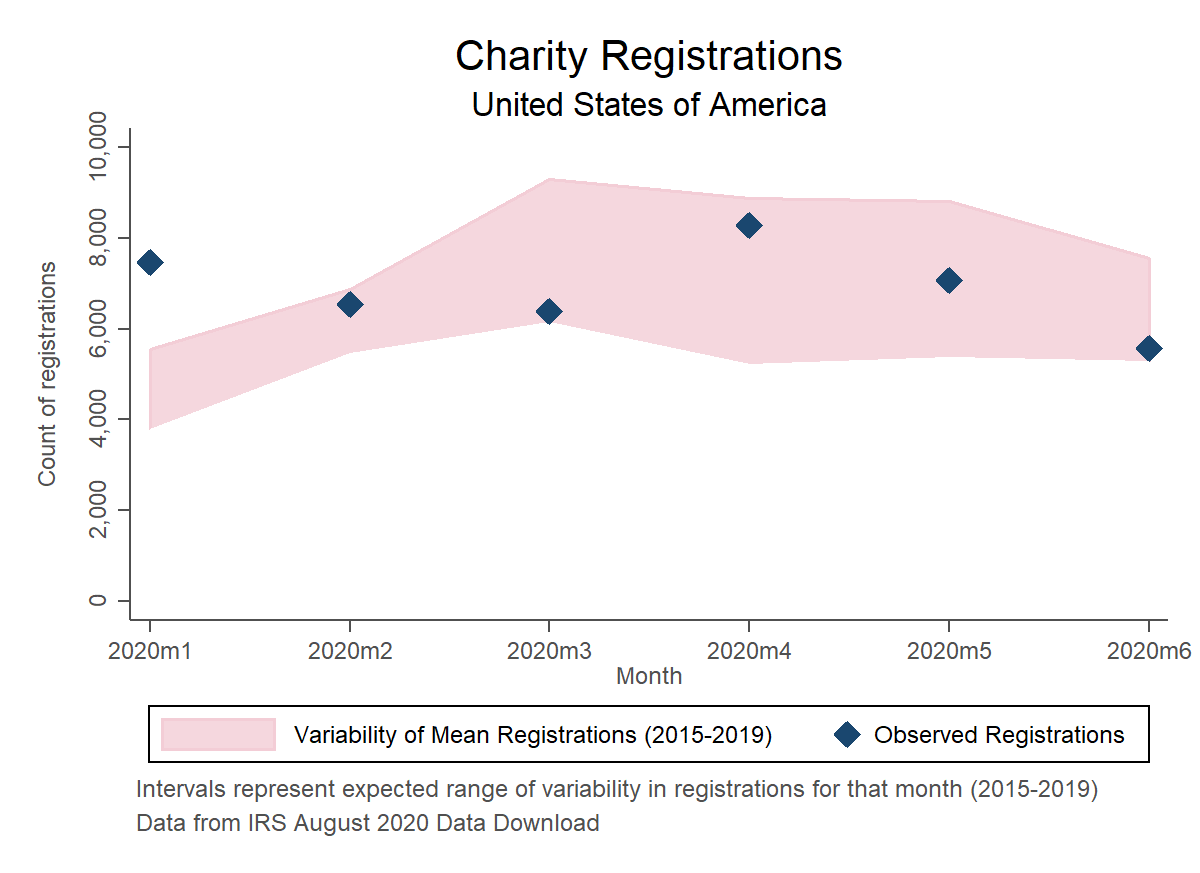 Charity Registrations
United States of America
10,000
8,000
6,000
4,000
2,000
0
Count of registrations
2020m1 2020m2 2020m3 2020m4 2020m5 2020m6
Month
Variability of Mean Registrations (2015-2019) Observed Registrations
Intervals represent expected range of variability in registrations for that month (2015-2019)
Data from IRS August 2020 Data Download